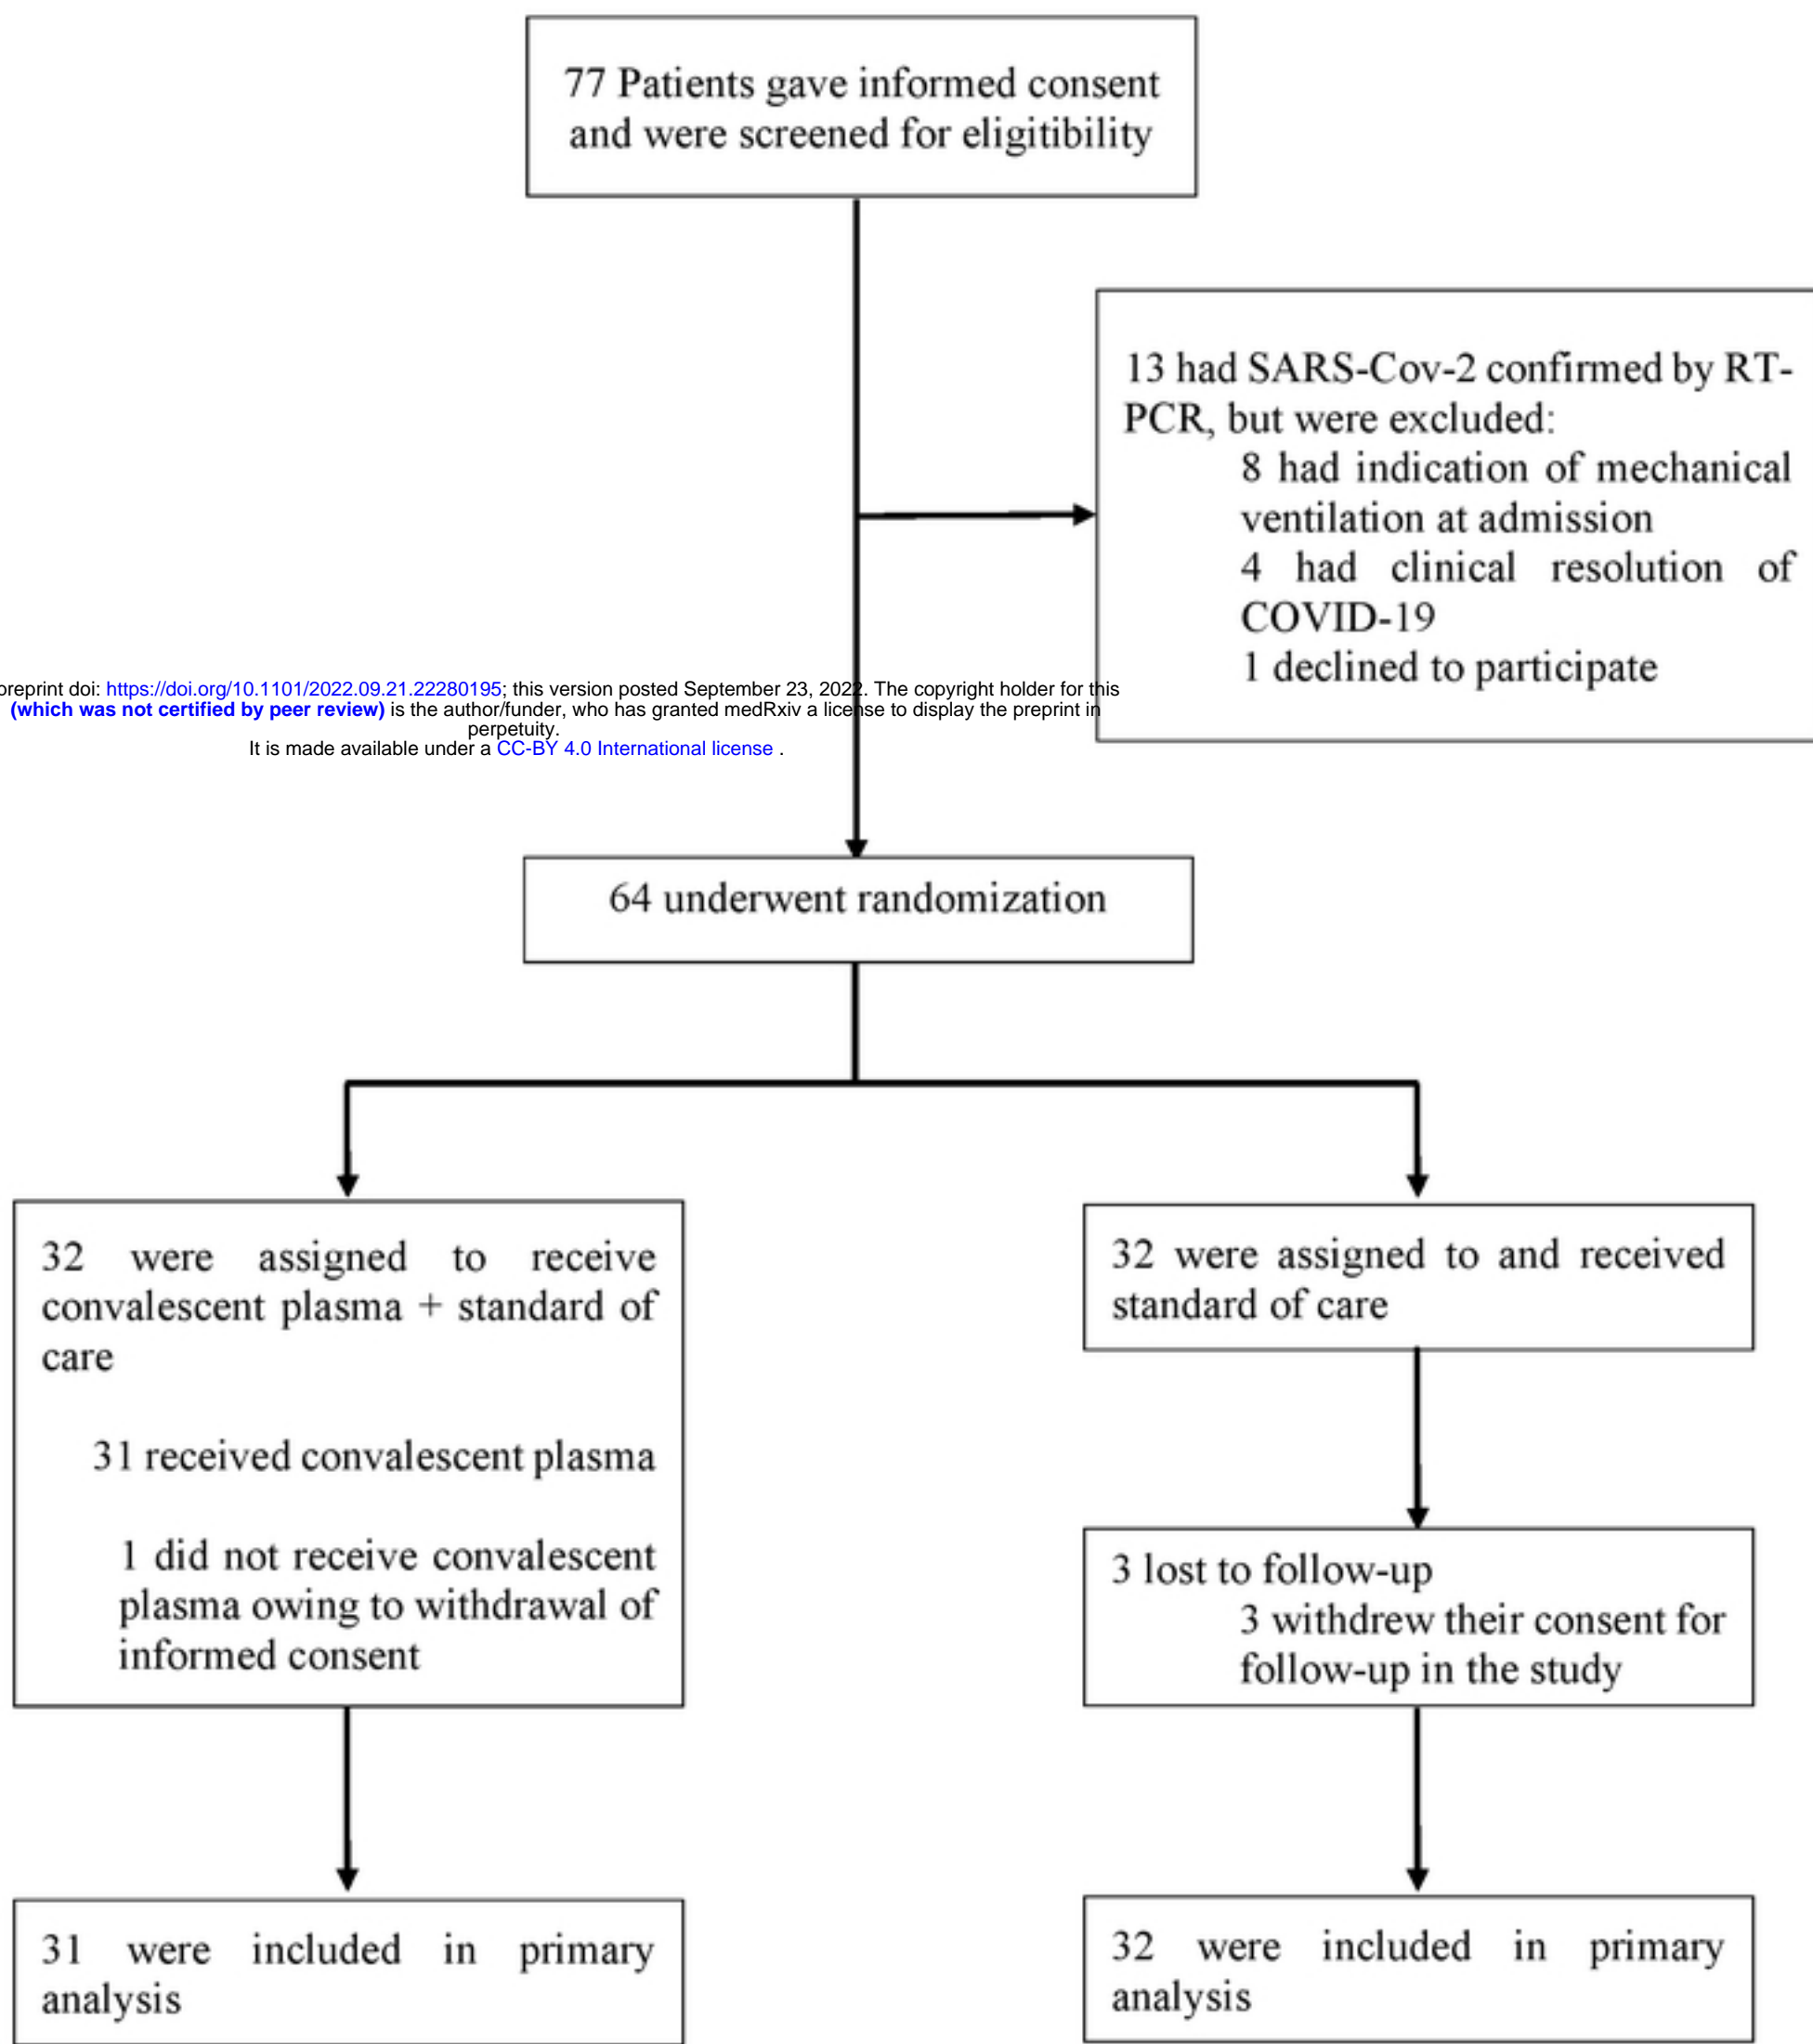 77 Patients gave informed consent
and were screened for eligitibility
13 had SARS-Cov-2 confirmed by RT-
PCR, but were excluded:
8 had indication of mechanical
ventilation at admission
4 had clinical resolution of
COVID-19
1 declined to participate
preprint doi: https://doi.org/10.1101/2022.09.21.22280195; this version posted September 23, 2022. The copyright holder for this
(which was not certified by peer review) is the author/funder, who has granted medRxiv a license to display the preprint in
perpetuity.
It is made available under a CC-BY 4.0 International license .
64 underwent randomization
32 were assigned to receive
convalescent plasma + standard of
care
31 received convalescent plasma
1 did not receive convalescent
plasma owing to withdrawal of
informed consent
32 were assigned to and received
standard of care
3 lost to follow-up
3 withdrew their consent for
follow-up in the study
31 were included in primary
analysis
32 were included in primary
analysis